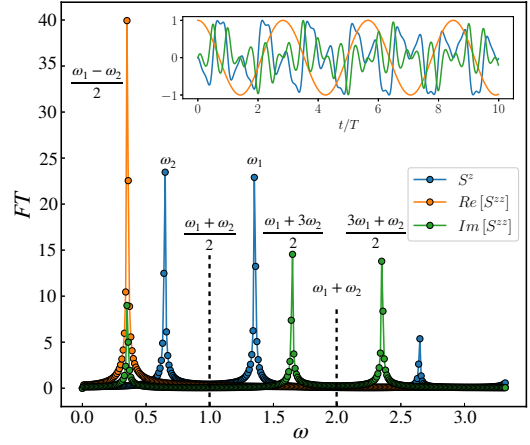 FT
40
35
30
25
20
15
10
5
0
0.0 0.5 1.0 1.5 2.0 2.5 3.0
ω
1
0
−1
0 2 4 6 8 10
t/T
(ω₁ − ω₂)/2
ω₂
ω₁
(ω₁ + ω₂)/2
(ω₁ + 3ω₂)/2
(3ω₁ + ω₂)/2
ω₁ + ω₂
S^z
Re [S^{zz}]
Im [S^{zz}]